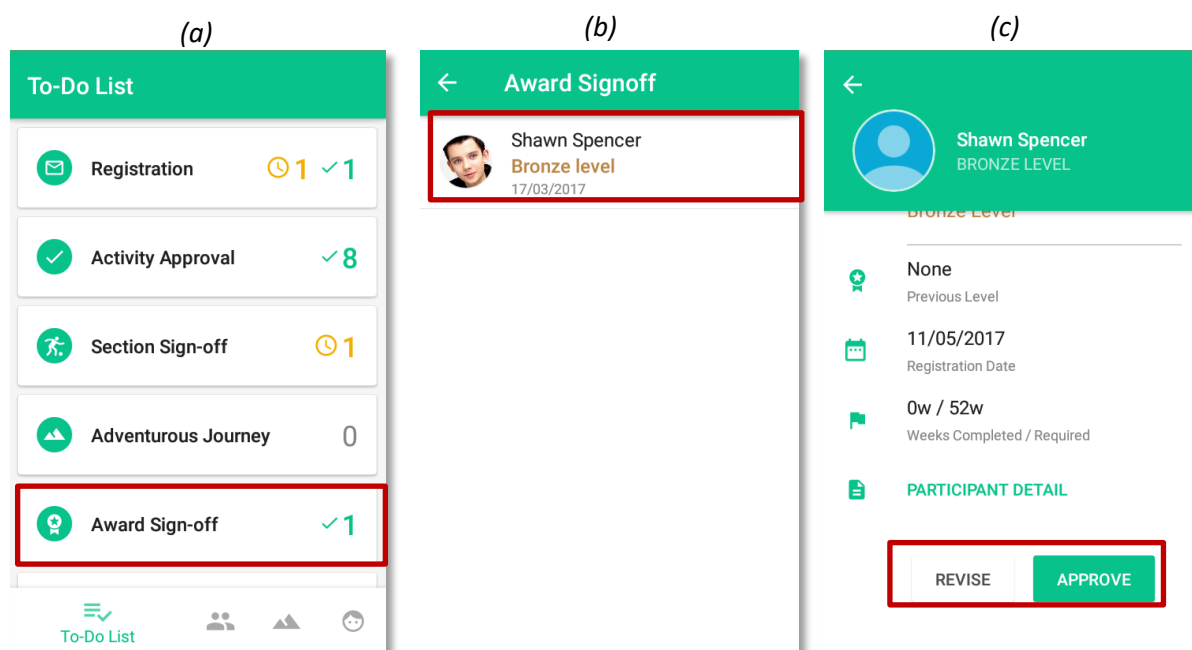 (a)
To-Do List
Registration 1 1
Activity Approval 8
Section Sign-off 1
Adventurous Journey 0
Award Sign-off 1
To-Do List
(b)
Award Signoff
Shawn Spencer
Bronze level
17/03/2017
(c)
Shawn Spencer
BRONZE LEVEL
Bronze Level
None
Previous Level
11/05/2017
Registration Date
0w / 52w
Weeks Completed / Required
PARTICIPANT DETAIL
REVISE APPROVE